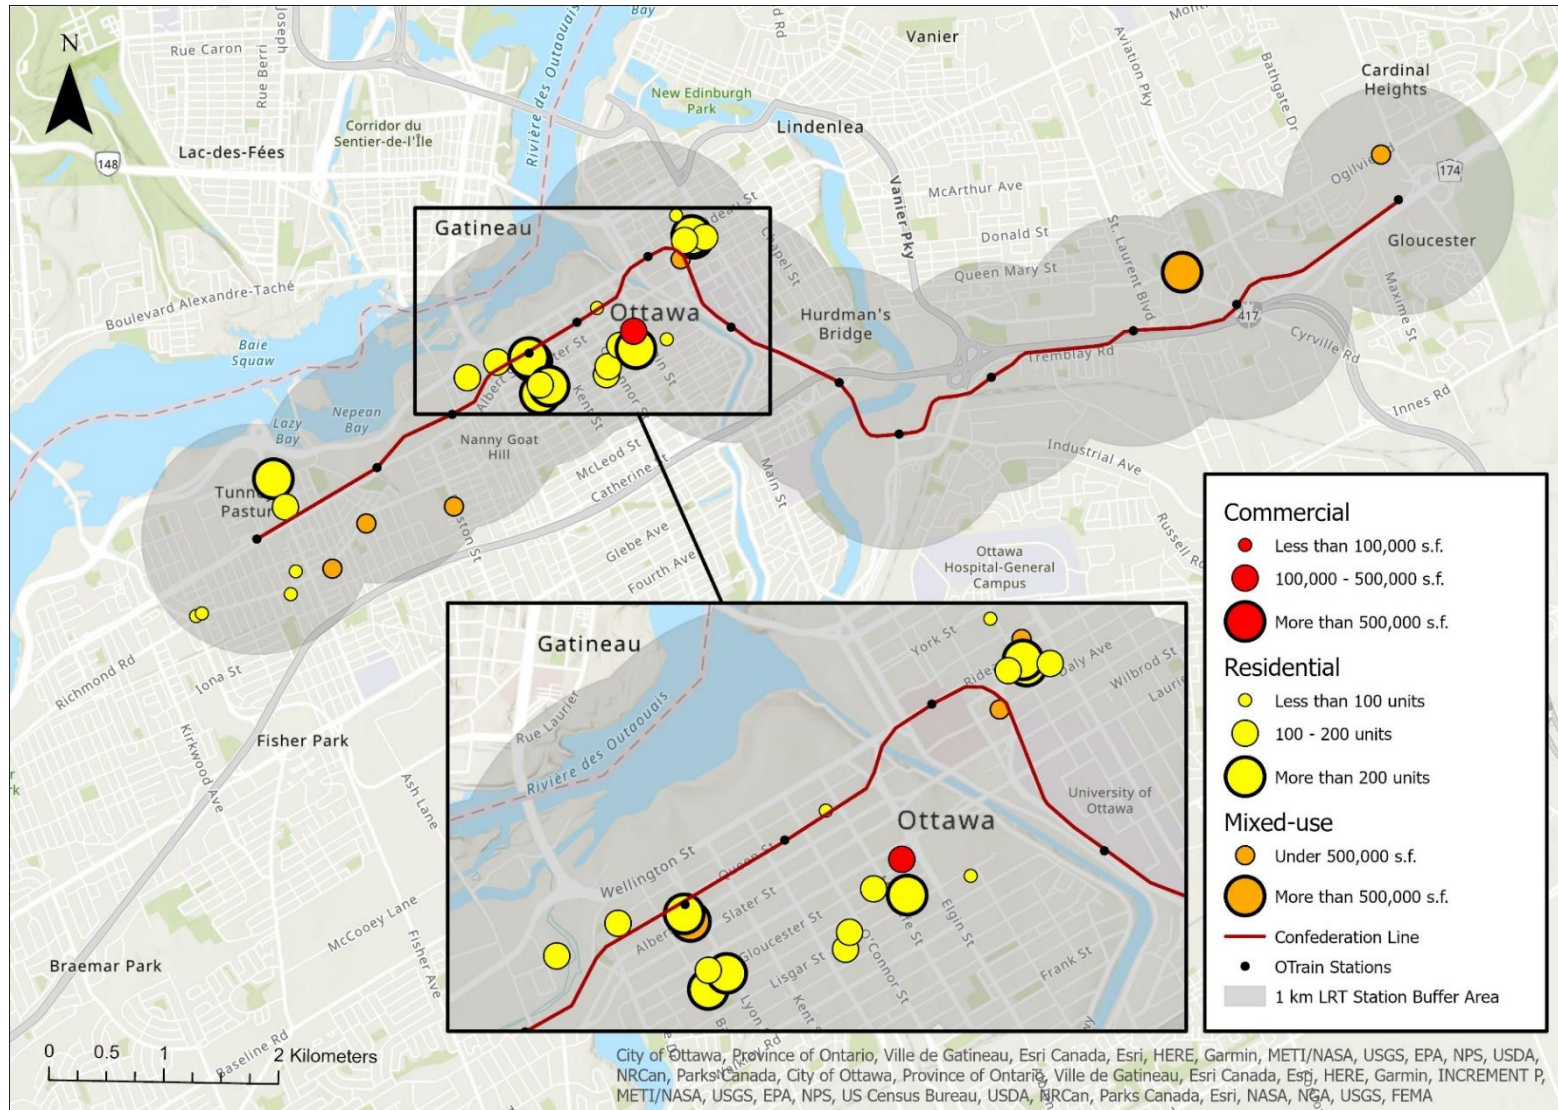 N
Rue Caron
Rue Berri
Joseph
Bay
Rivière des Outaouais
Vanier
Aviation Pky
Bathgate Dr
Cardinal
Heights
New Edinburgh
Park
Corridor du
Sentier-de-l'Île
Lac-des-Fées
148
Lindenlea
Vanier Pky
McArthur Ave
Ogilvie Rd
174
Gatineau
Chapel St
Donald St
St. Laurent Blvd
Gloucester
Queen Mary St
Boulevard Alexandre-Taché
Ottawa
Hurdman's
Bridge
417
Maxime St
Baie
Squaw
Tremblay Rd
Cyrville Rd
Kent St
Innes Rd
Nepean
Bay
Lazy
Bay
Nanny Goat
Hill
McLeod St
Catherine St
Main St
Industrial Ave
Glebe Ave
Fourth Ave
Ottawa
Hospital-General
Campus
Russell Rd
Richmond Rd
Iona St
Kirkwood Ave
Fisher Park
Ash Lane
McCooey Lane
Fisher Ave
Braemar Park
Baseline Rd
Gatineau
Rue Laurier
Rivière des Outaouais
York St
Daly Ave
Wilbrod St
University of
Ottawa
Ottawa
Wellington St
Queen St
Slater St
Gloucester St
Lisgar St
O'Connor St
Elgin St
Frank St
Lyon St
Commercial
Less than 100,000 s.f.
100,000 - 500,000 s.f.
More than 500,000 s.f.
Residential
Less than 100 units
100 - 200 units
More than 200 units
Mixed-use
Under 500,000 s.f.
More than 500,000 s.f.
Confederation Line
OTrain Stations
1 km LRT Station Buffer Area
0 0.5 1 2 Kilometers
City of Ottawa, Province of Ontario, Ville de Gatineau, Esri Canada, Esri, HERE, Garmin, METI/NASA, USGS, EPA, NPS, USDA,
NRCan, Parks Canada, City of Ottawa, Province of Ontario, Ville de Gatineau, Esri Canada, Esri, HERE, Garmin, INCREMENT P,
METI/NASA, USGS, EPA, NPS, US Census Bureau, USDA, NRCan, Parks Canada, Esri, NASA, NGA, USGS, FEMA